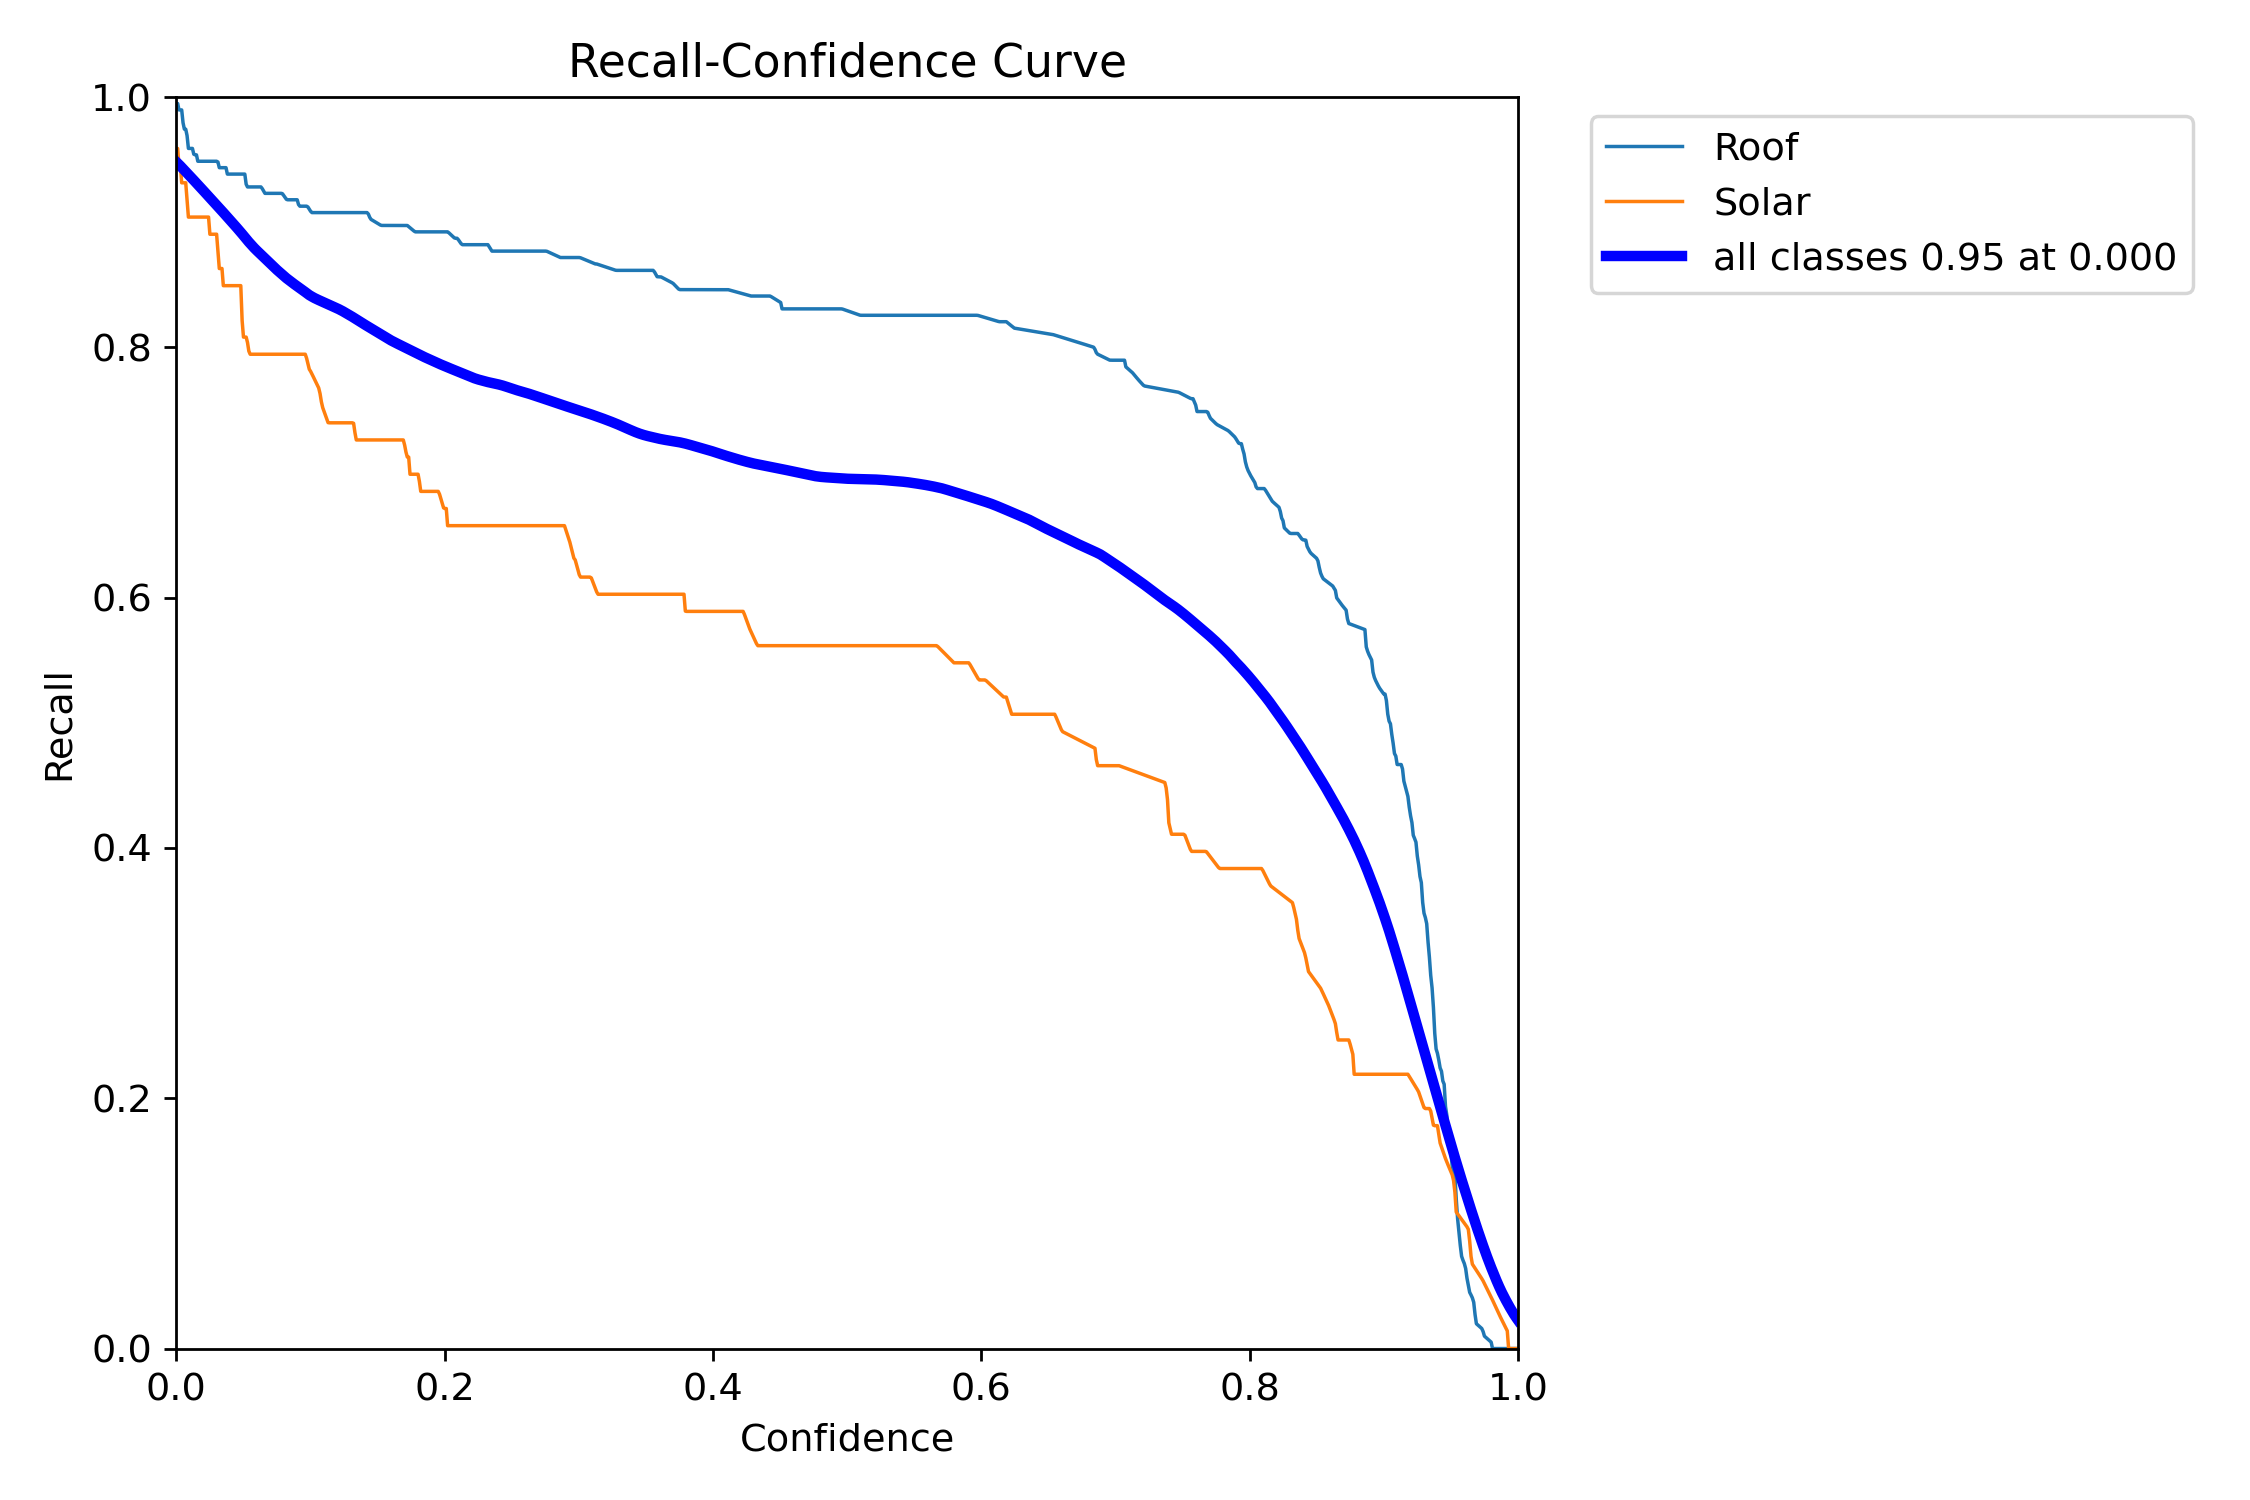 Recall-Confidence Curve
1.0
0.8
0.6
0.4
0.2
0.0
Recall
0.0 0.2 0.4 0.6 0.8 1.0
Confidence
Roof
Solar
all classes 0.95 at 0.000